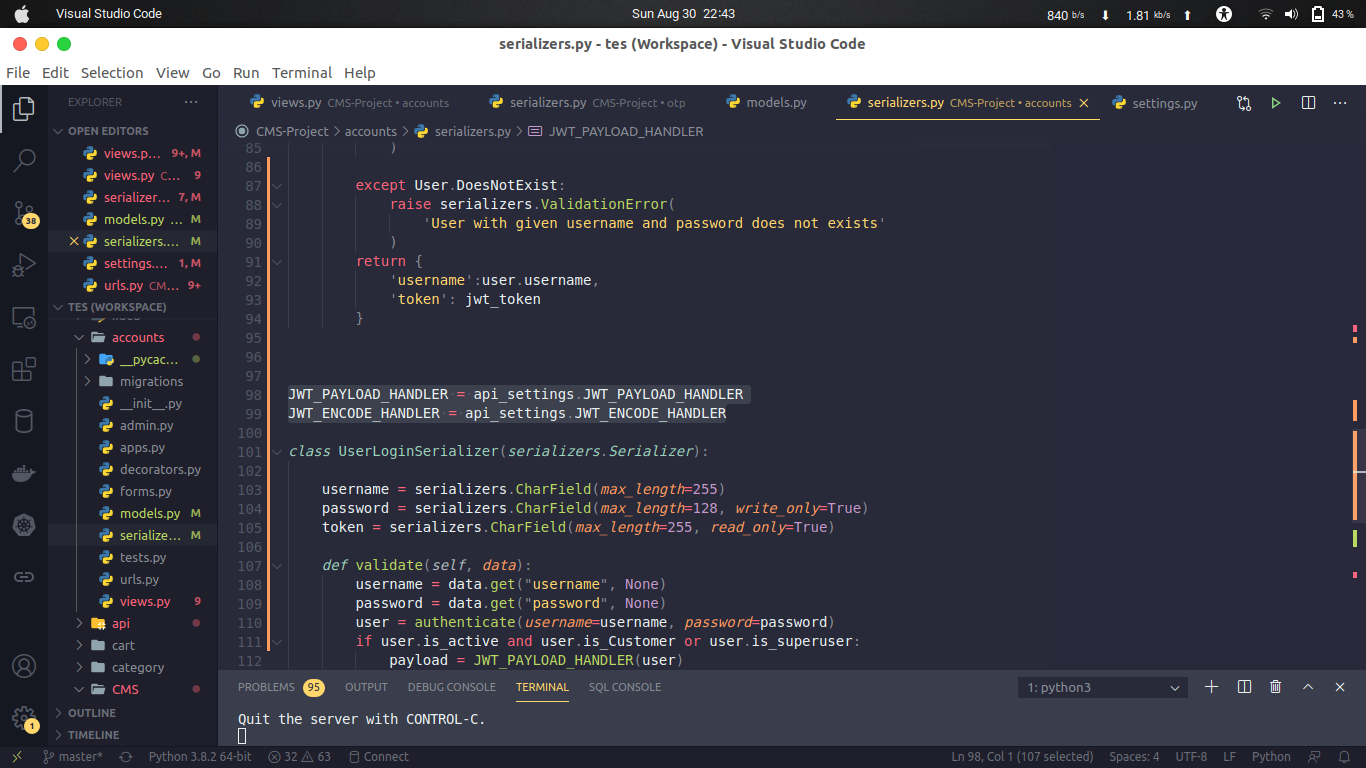 Visual Studio Code
Sun Aug 30 22:43
840 b/s 1.81 kb/s 43 %
serializers.py - tes (Workspace) - Visual Studio Code
File Edit Selection View Go Run Terminal Help
EXPLORER
views.py CMS-Project • accounts
serializers.py CMS-Project • otp
models.py
serializers.py CMS-Project • accounts
settings.py
OPEN EDITORS
views.p... 9+, M
views.py C... 9
serializer... 7, M
models.py ... M
serializers.... M
settings.... 1, M
urls.py CM... 9+
TES (WORKSPACE)
accounts
__pycac...
migrations
__init__.py
admin.py
apps.py
decorators.py
forms.py
models.py M
serialize... M
tests.py
urls.py
views.py 9
api
cart
category
CMS
OUTLINE
TIMELINE
38
1
CMS-Project > accounts > serializers.py > JWT_PAYLOAD_HANDLER
85 )
86
87 except User.DoesNotExist:
88 raise serializers.ValidationError(
89 'User with given username and password does not exists'
90 )
91 return {
92 'username':user.username,
93 'token': jwt_token
94 }
95
96
97
98 JWT_PAYLOAD_HANDLER = api_settings.JWT_PAYLOAD_HANDLER
99 JWT_ENCODE_HANDLER = api_settings.JWT_ENCODE_HANDLER
100
101 class UserLoginSerializer(serializers.Serializer):
102
103 username = serializers.CharField(max_length=255)
104 password = serializers.CharField(max_length=128, write_only=True)
105 token = serializers.CharField(max_length=255, read_only=True)
106
107 def validate(self, data):
108 username = data.get("username", None)
109 password = data.get("password", None)
110 user = authenticate(username=username, password=password)
111 if user.is_active and user.is_Customer or user.is_superuser:
112 payload = JWT_PAYLOAD_HANDLER(user)
PROBLEMS 95 OUTPUT DEBUG CONSOLE TERMINAL SQL CONSOLE
1: python3
Quit the server with CONTROL-C.
master* Python 3.8.2 64-bit 32 63 Connect
Ln 98, Col 1 (107 selected) Spaces: 4 UTF-8 LF Python